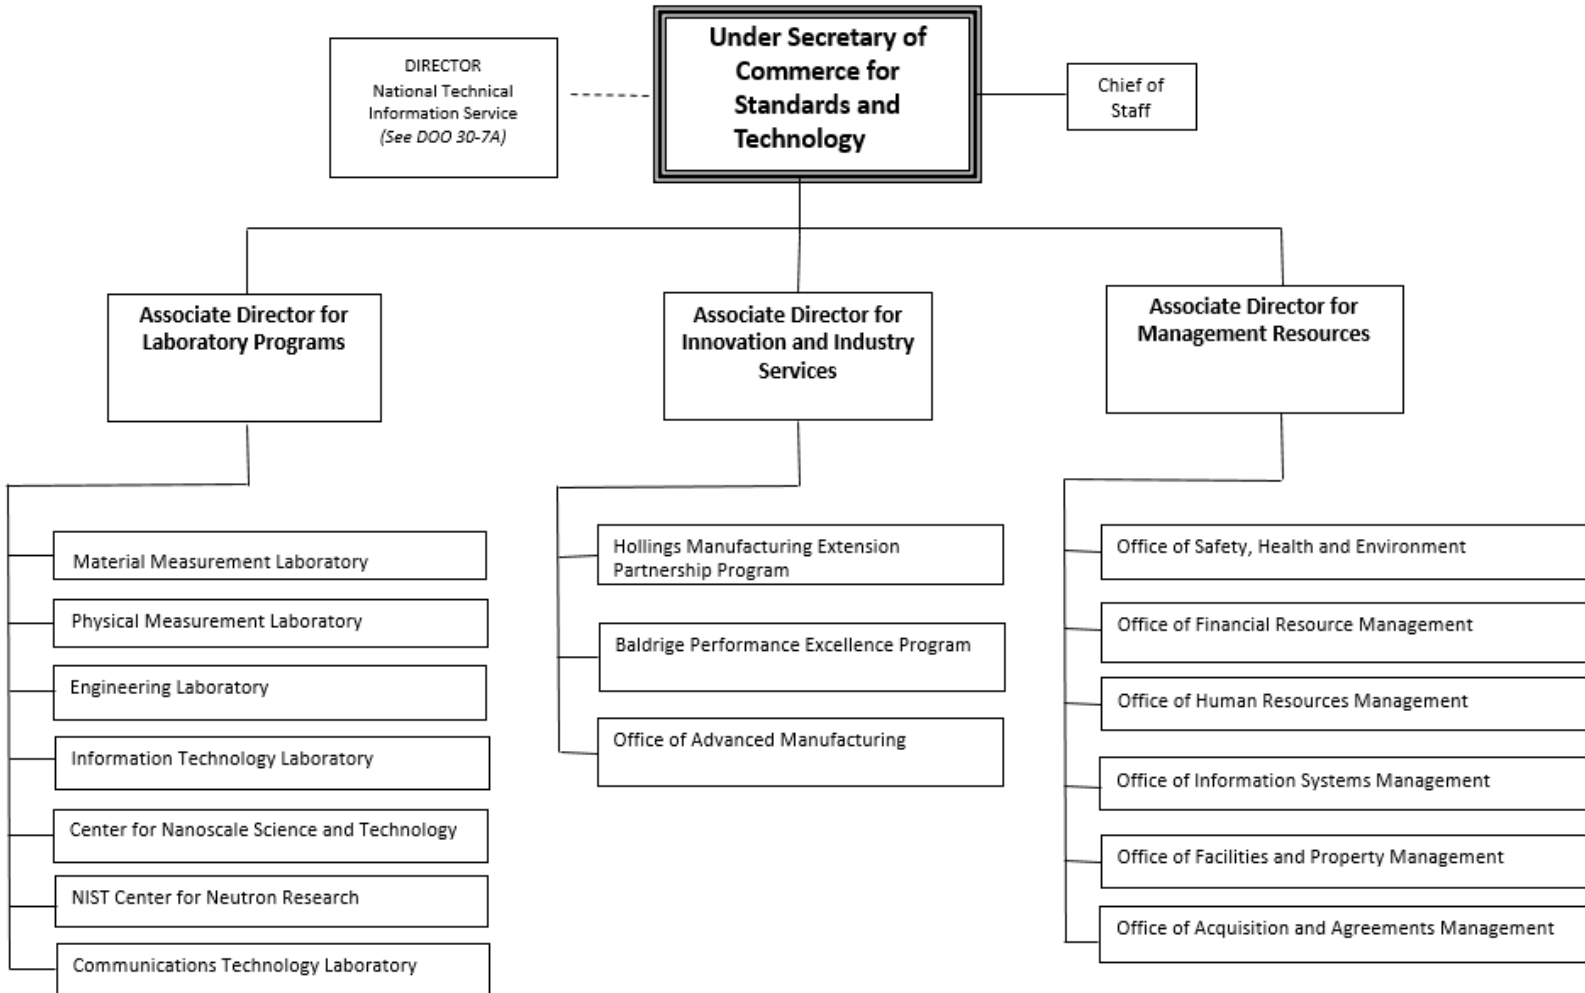 DIRECTOR
National Technical
Information Service
(See DOO 30-7A)
Under Secretary of
Commerce for
Standards and
Technology
Chief of
Staff
Associate Director for
Laboratory Programs
Associate Director for
Innovation and Industry
Services
Associate Director for
Management Resources
Material Measurement Laboratory
Physical Measurement Laboratory
Engineering Laboratory
Information Technology Laboratory
Center for Nanoscale Science and Technology
NIST Center for Neutron Research
Communications Technology Laboratory
Hollings Manufacturing Extension
Partnership Program
Baldrige Performance Excellence Program
Office of Advanced Manufacturing
Office of Safety, Health and Environment
Office of Financial Resource Management
Office of Human Resources Management
Office of Information Systems Management
Office of Facilities and Property Management
Office of Acquisition and Agreements Management